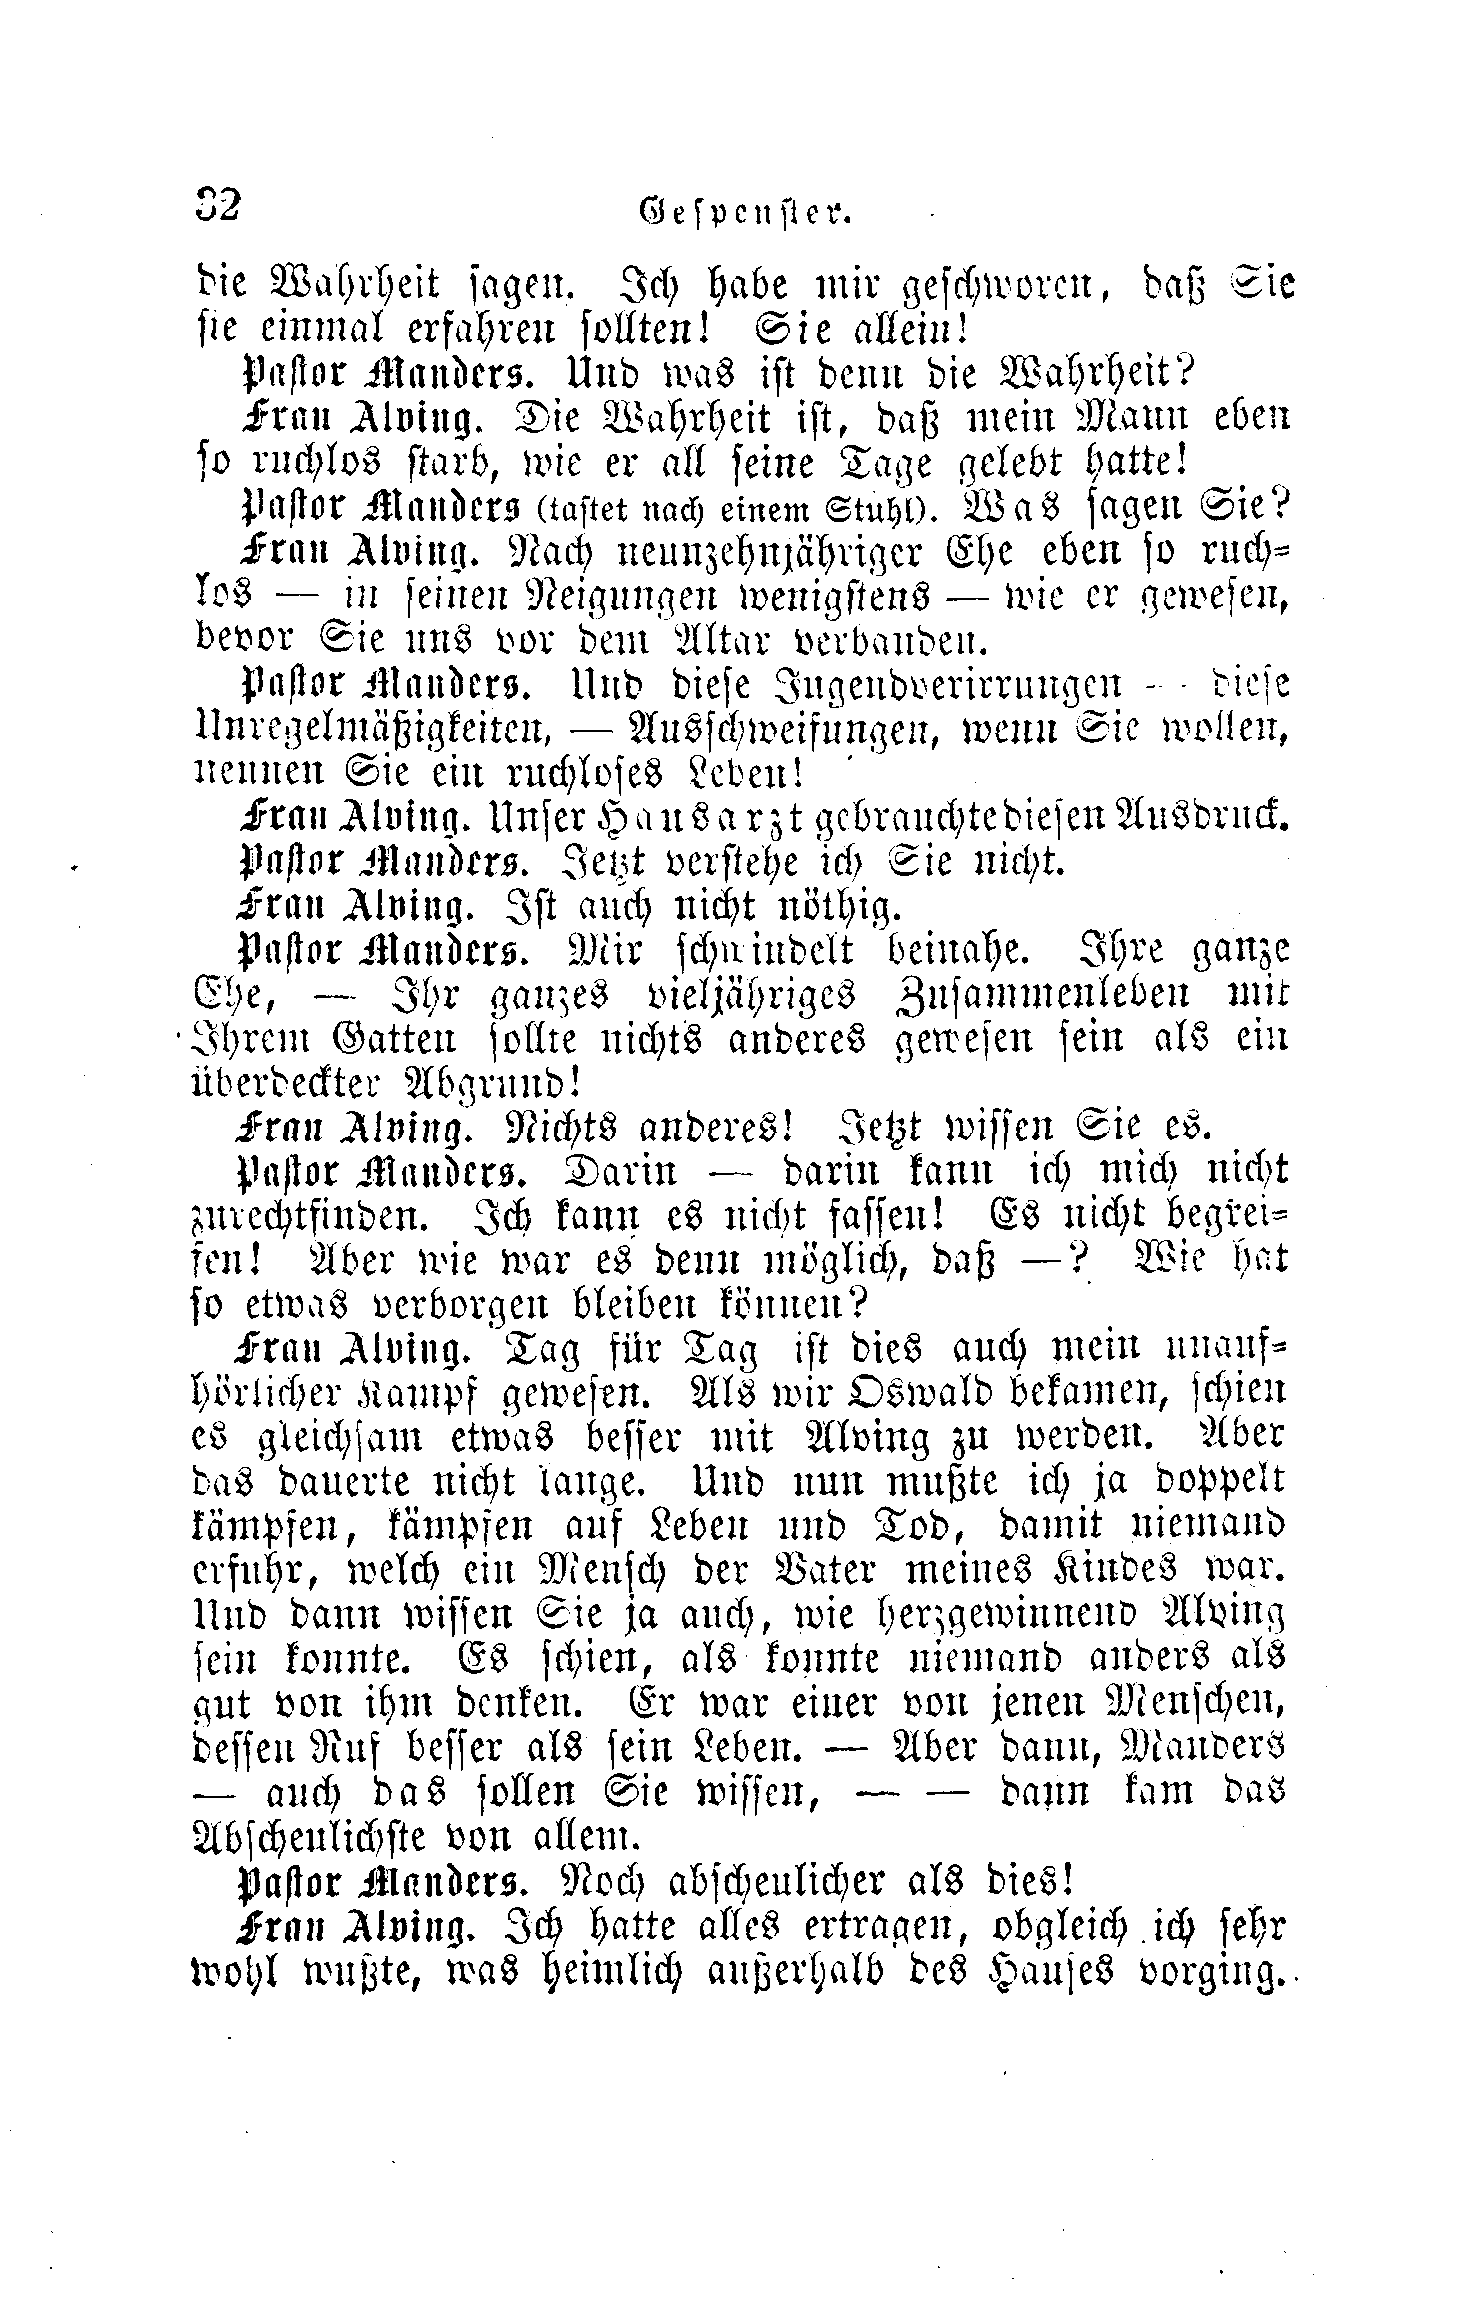 32 Gespenster.
die Wahrheit sagen. Ich habe mir geschworen, daß Sie
sie einmal erfahren sollten! Sie allein!
Pastor Manders. Und was ist denn die Wahrheit?
Frau Alving. Die Wahrheit ist, daß mein Mann eben
so ruchlos starb, wie er all seine Tage gelebt hatte!
Pastor Manders (tastet nach einem Stuhl). Was sagen Sie?
Frau Alving. Nach neunzehnjähriger Ehe eben so ruch-
los — in seinen Neigungen wenigstens — wie er gewesen,
bevor Sie uns vor dem Altar verbanden.
Pastor Manders. Und diese Jugendverirrungen — diese
Unregelmäßigkeiten, — Ausschweifungen, wenn Sie wollen,
nennen Sie ein ruchloses Leben!
Frau Alving. Unser Hausarzt gebrauchte diesen Ausdruck.
Pastor Manders. Jetzt verstehe ich Sie nicht.
Frau Alving. Ist auch nicht nöthig.
Pastor Manders. Mir schwindelt beinahe. Ihre ganze
Ehe, — Ihr ganzes vieljähriges Zusammenleben mit
Ihrem Gatten sollte nichts anderes gewesen sein als ein
überdeckter Abgrund!
Frau Alving. Nichts anderes! Jetzt wissen Sie es.
Pastor Manders. Darin — darin kann ich mich nicht
zurechtfinden. Ich kann es nicht fassen! Es nicht begrei-
fen! Aber wie war es denn möglich, daß —? Wie hat
so etwas verborgen bleiben können?
Frau Alving. Tag für Tag ist dies auch mein unauf-
hörlicher Kampf gewesen. Als wir Oswald bekamen, schien
es gleichsam etwas besser mit Alving zu werden. Aber
das dauerte nicht lange. Und nun mußte ich ja doppelt
kämpfen, kämpfen auf Leben und Tod, damit niemand
erfuhr, welch ein Mensch der Vater meines Kindes war.
Und dann wissen Sie ja auch, wie herzgewinnend Alving
sein konnte. Es schien, als konnte niemand anders als
gut von ihm denken. Er war einer von jenen Menschen,
dessen Ruf besser als sein Leben. — Aber dann, Manders
— auch das sollen Sie wissen, — — dann kam das
Abscheulichste von allem.
Pastor Manders. Noch abscheulicher als dies!
Frau Alving. Ich hatte alles ertragen, obgleich ich sehr
wohl wußte, was heimlich außerhalb des Hauses vorging.